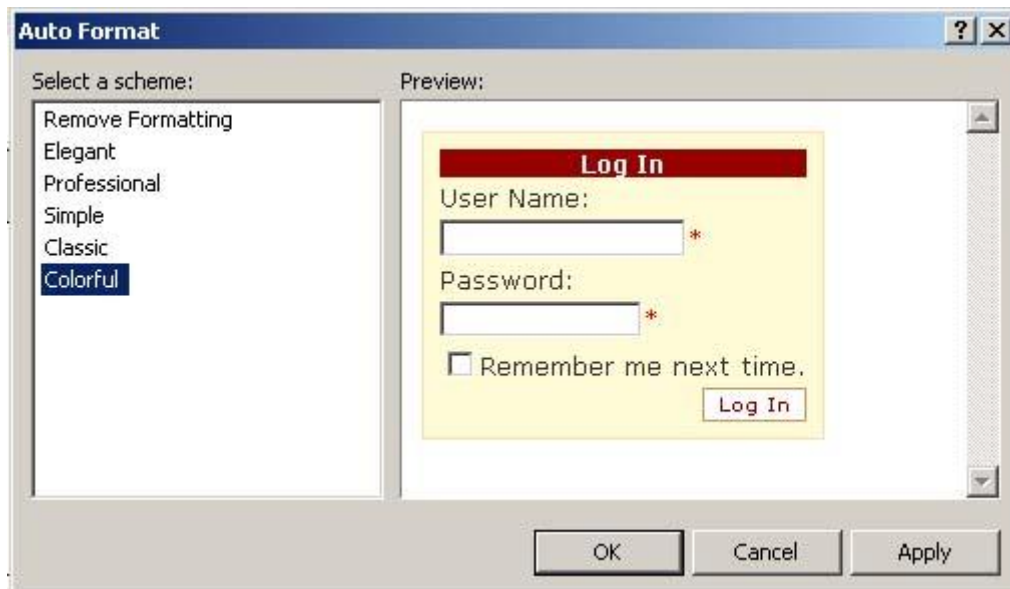 Auto Format
Select a scheme:
Remove Formatting
Elegant
Professional
Simple
Classic
Colorful
Preview:
Log In
User Name:
*
Password:
*
Remember me next time.
Log In
OK Cancel Apply